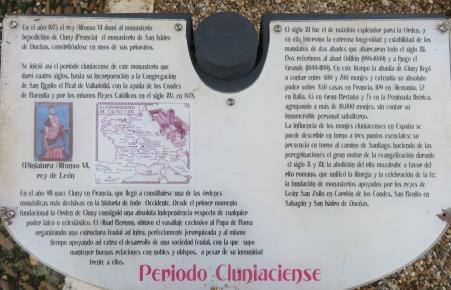 En el año 1073 el rey Alfonso VI donó al monasterio
benedictino de Cluny (Francia) el monasterio de San Isidro
de Dueñas, convirtiéndose en unos de sus prioratos.
Se inició así el período cluniacense de este monasterio que
duró cuatro siglos, hasta su incorporación a la Congregación
de San Benito el Real de Valladolid, con la ayuda de los Condes
de Buendía y por los mismos Reyes Católicos en el siglo XV, en 1478.
Miniatura Alfonso VI,
rey de León
En el año 911 nace Cluny en Francia, que llegó a constituirse una de las órdenes
monásticas más decisivas en la historia de todo Occidente. Desde el primer momento
fundacional la Orden de Cluny consiguió una absoluta independencia respecto de cualquier
poder laico o eclesiástico. El Abad Bernon, obtuvo el vasallaje exclusivo al Papa de Roma
organizando una estructura feudal ad intra, perfectamente jerarquizada y al mismo
tiempo apoyando ad extra el desarrollo de una sociedad feudal, con la que supo
mantener buenas relaciones con nobles y obispos, a pesar de su inmunidad
frente a ellos.
El siglo XI fue el de máximo esplendor para la Orden, y
en ello intervino la extrema longevidad y estabilidad de los
mandatos de dos abades que abarcaron todo el siglo XI.
Dos referimos al abad Odilón (994-1049) y a Hugo el
Grande (1049-1109). En este tiempo la abadía de Cluny llegó
a contar entre 400 y 700 monjes y extendía su absoluto
poder sobre 850 casas en Francia, 109 en Alemania, 52
en Italia, 43 en Gran Bretaña y 23 en la Península Ibérica,
agrupando a más de 10.000 monjes, sin contar su
innumerable personal subalterno.
La influencia de los monjes cluniacenses en España se
puede describir en torno a tres puntos esenciales: su
presencia en torno al camino de Santiago, haciendo de las
peregrinaciones el gran motor de la evangelización durante
el siglo X y XI; la abolición del rito mozárabe a favor del
rito romano, que unificó la liturgia y la celebración de la fe;
la fundación de monasterios apoyados por los reyes de
León: San Zoilo en Carrión de los Condes, San Benito en
Sahagún y San Isidro de Dueñas.
Periodo Cluniaciense